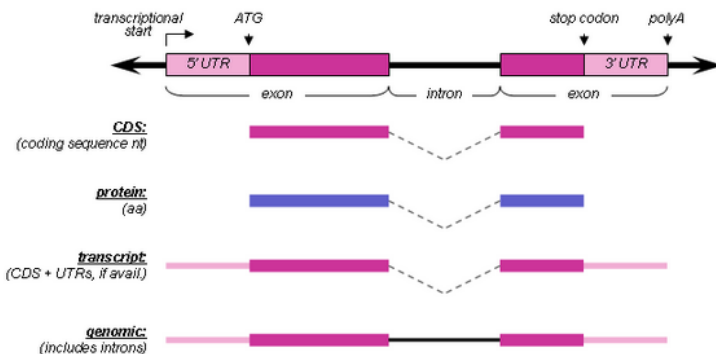 transcriptional
start
ATG
stop codon
polyA
5' UTR
3' UTR
exon
intron
exon
CDS:
(coding sequence nt)
protein:
(aa)
transcript:
(CDS + UTRs, if avail.)
genomic:
(includes introns)